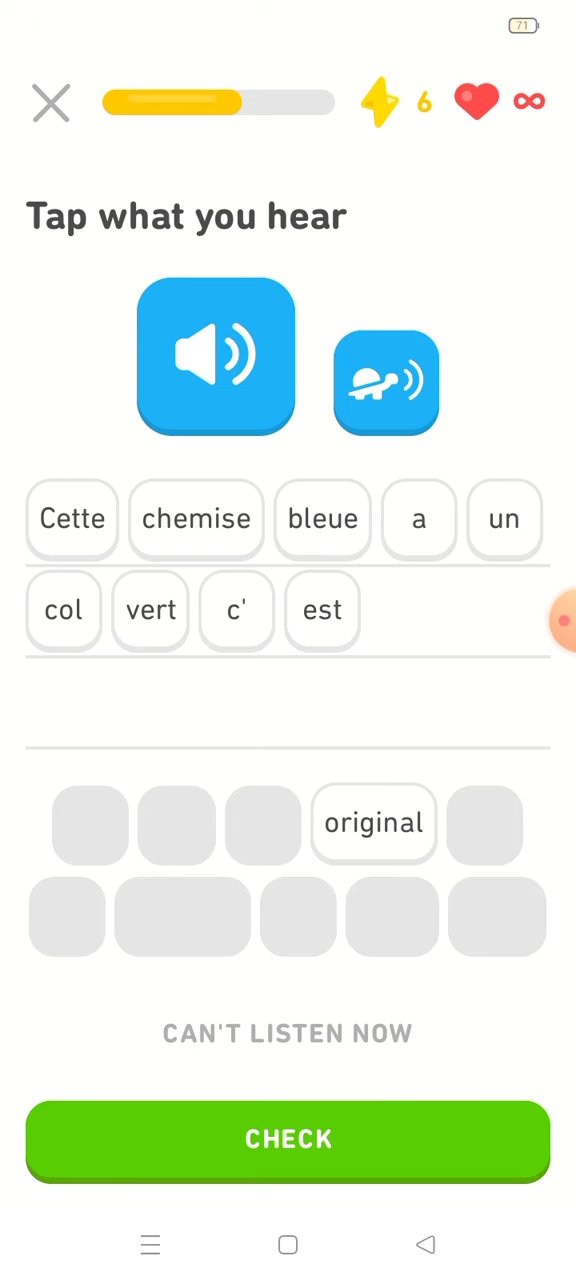 71
6 ∞
Tap what you hear
Cette chemise bleue a un
col vert c' est
original
CAN'T LISTEN NOW
CHECK